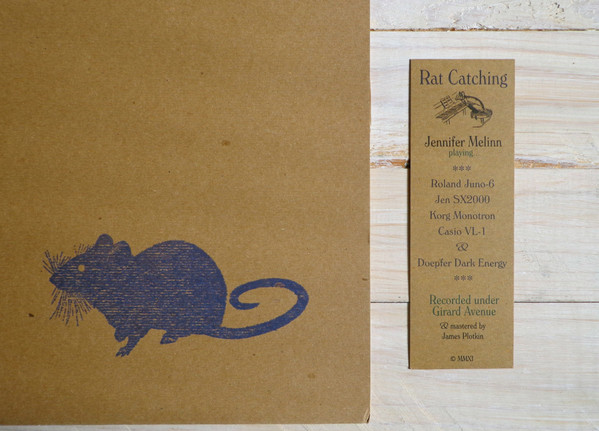 Rat Catching
Jennifer Melinn
playing
***
Roland Juno-6
Jen SX2000
Korg Monotron
Casio VL-1
&
Doepfer Dark Energy
***
Recorded under
Girard Avenue
& mastered by
James Plotkin
© MMXI